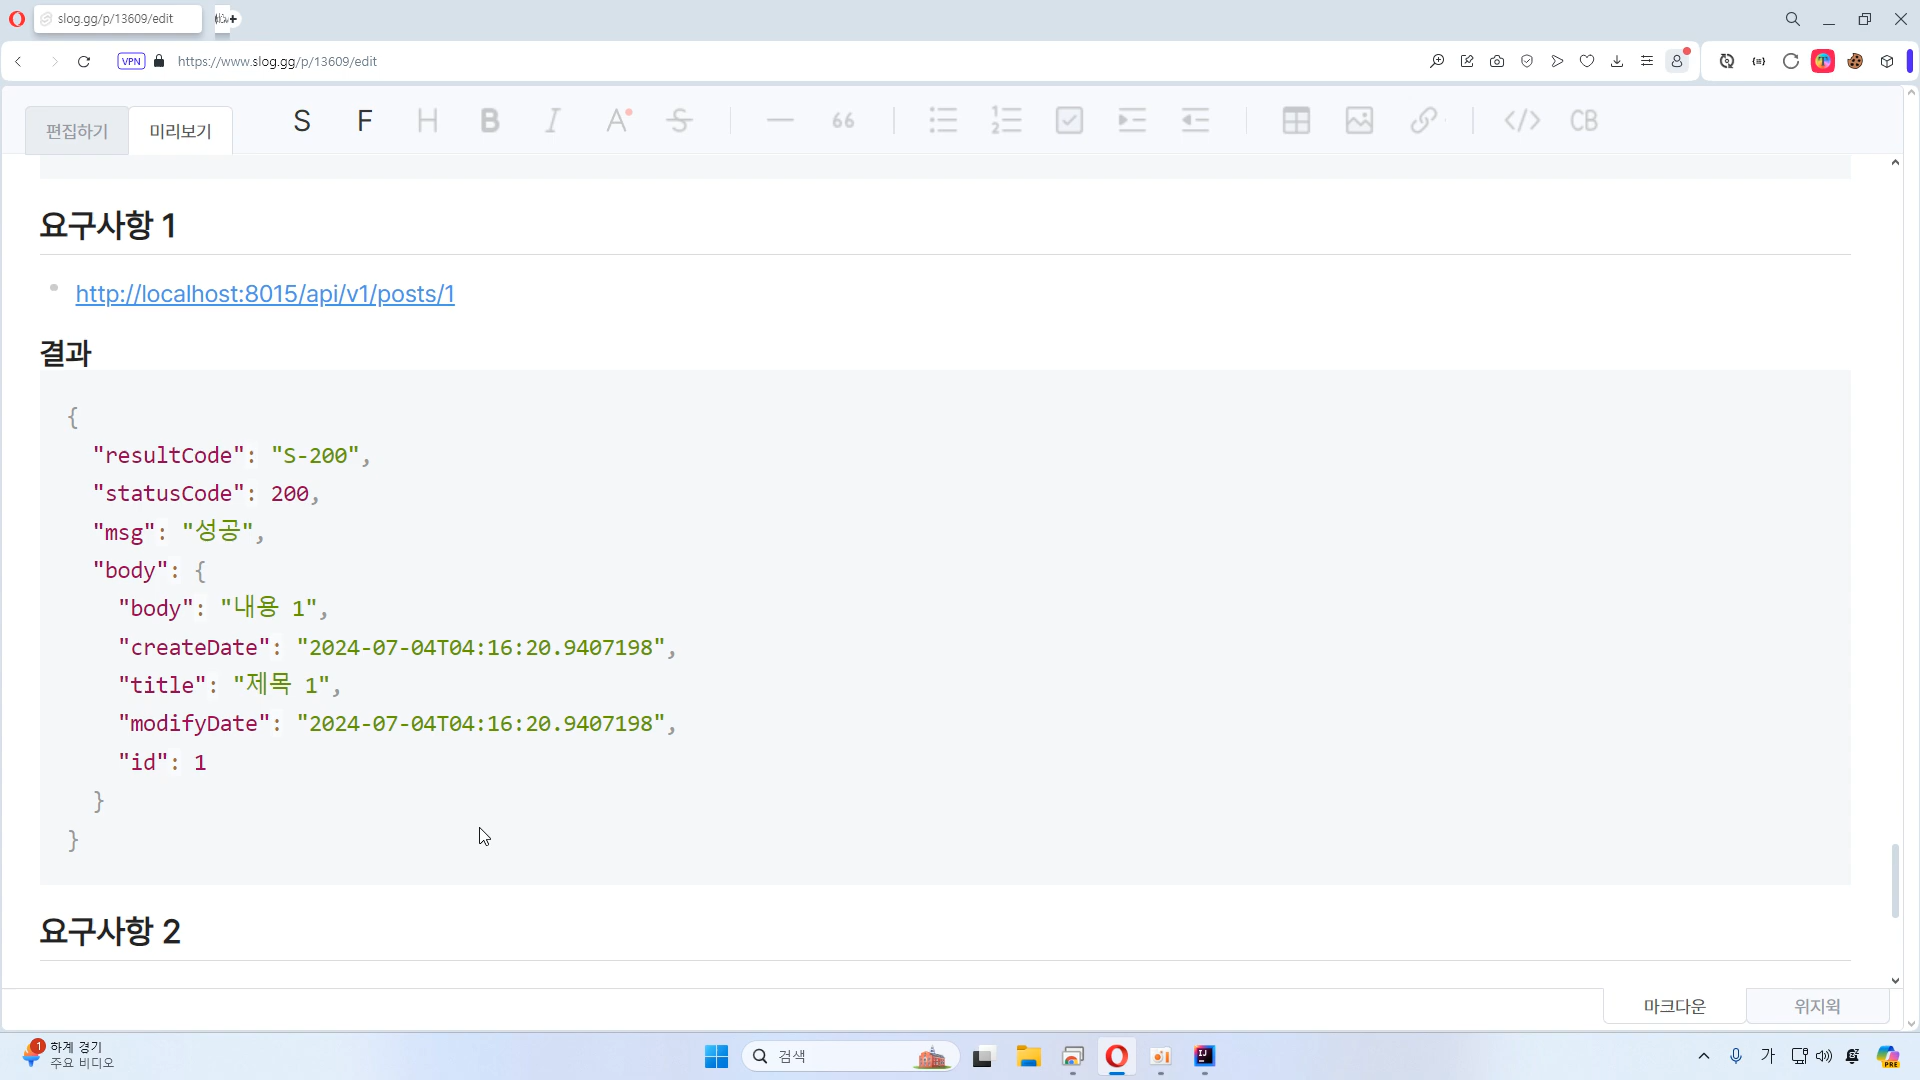 slog.gg/p/13609/edit
VPN
https://www.slog.gg/p/13609/edit
편집하기
미리보기
S F H B I A S 66 </> CB
요구사항 1
http://localhost:8015/api/v1/posts/1
결과
{
"resultCode": "S-200",
"statusCode": 200,
"msg": "성공",
"body": {
"body": "내용 1",
"createDate": "2024-07-04T04:16:20.9407198",
"title": "제목 1",
"modifyDate": "2024-07-04T04:16:20.9407198",
"id": 1
}
}
요구사항 2
마크다운
위지윅
1
하계 경기
주요 비디오
검색
가